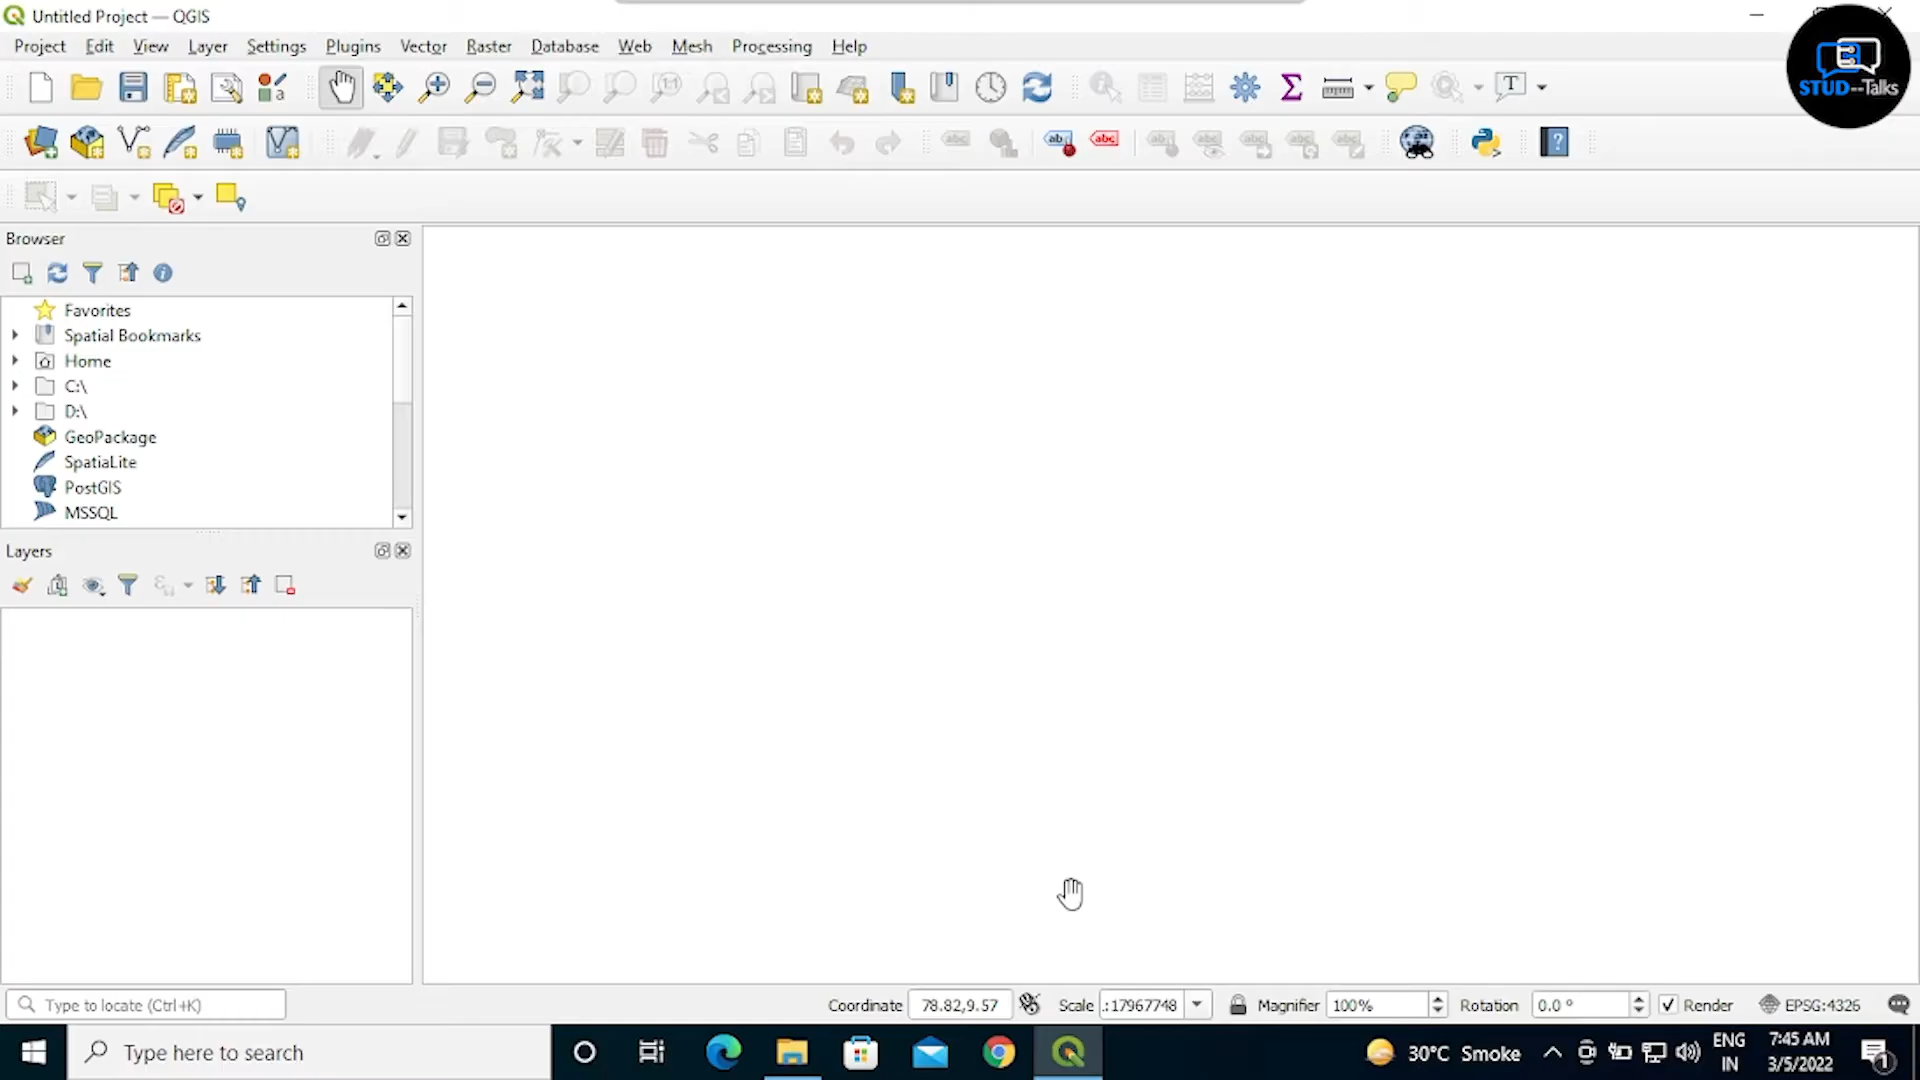 Untitled Project — QGIS
Project Edit View Layer Settings Plugins Vector Raster Database Web Mesh Processing Help
STUD--Talks
Browser
Favorites
Spatial Bookmarks
Home
C:\
D:\
GeoPackage
SpatiaLite
PostGIS
MSSQL
Layers
Type to locate (Ctrl+K)
Coordinate 78.82,9.57 Scale .:17967748 Magnifier 100% Rotation 0.0 ° Render EPSG:4326
Type here to search
30°C Smoke
ENG
IN
7:45 AM
3/5/2022
1